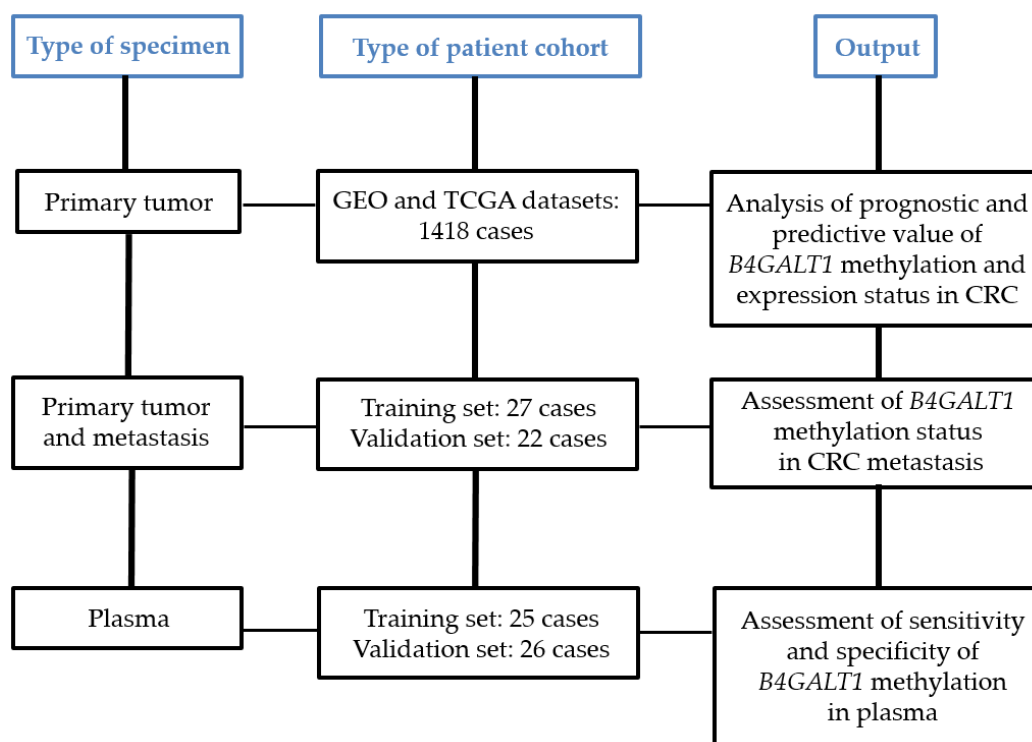 Type of specimen
Type of patient cohort
Output
Primary tumor
GEO and TCGA datasets:
1418 cases
Analysis of prognostic and
predictive value of
B4GALT1 methylation and
expression status in CRC
Primary tumor
and metastasis
Training set: 27 cases
Validation set: 22 cases
Assessment of B4GALT1
methylation status
in CRC metastasis
Plasma
Training set: 25 cases
Validation set: 26 cases
Assessment of sensitivity
and specificity of
B4GALT1 methylation
in plasma